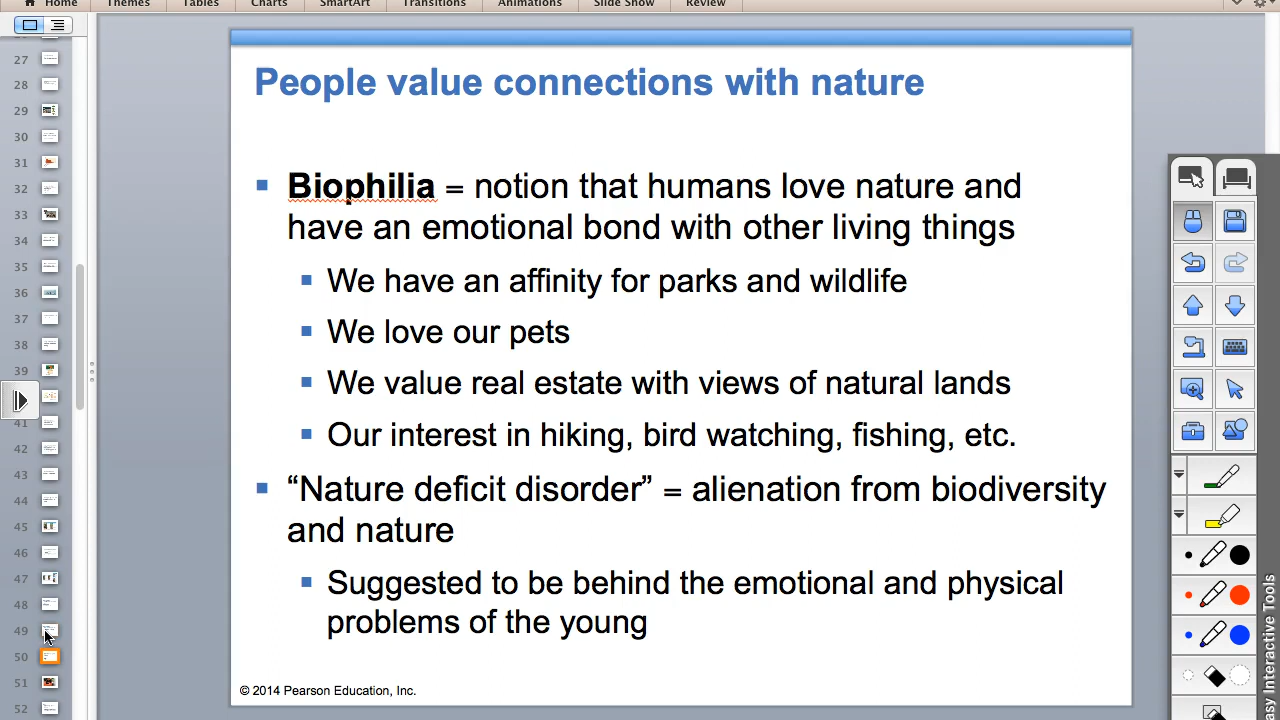 Home Themes Tables Charts SmartArt Transitions Animations Slide Show Review
27
28
29
30
31
32
33
34
35
36
37
38
39
41
42
43
44
45
46
47
48
49
50
51
52
People value connections with nature
Biophilia = notion that humans love nature and
have an emotional bond with other living things
We have an affinity for parks and wildlife
We love our pets
We value real estate with views of natural lands
Our interest in hiking, bird watching, fishing, etc.
“Nature deficit disorder” = alienation from biodiversity
and nature
Suggested to be behind the emotional and physical
problems of the young
© 2014 Pearson Education, Inc.
Interactive Tools